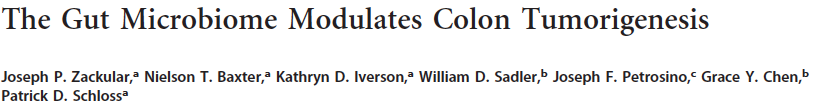 The Gut Microbiome Modulates Colon Tumorigenesis
Joseph P. Zackular,ᵃ Nielson T. Baxter,ᵃ Kathryn D. Iverson,ᵃ William D. Sadler,ᵇ Joseph F. Petrosino,ᶜ Grace Y. Chen,ᵇ
Patrick D. Schlossᵃ